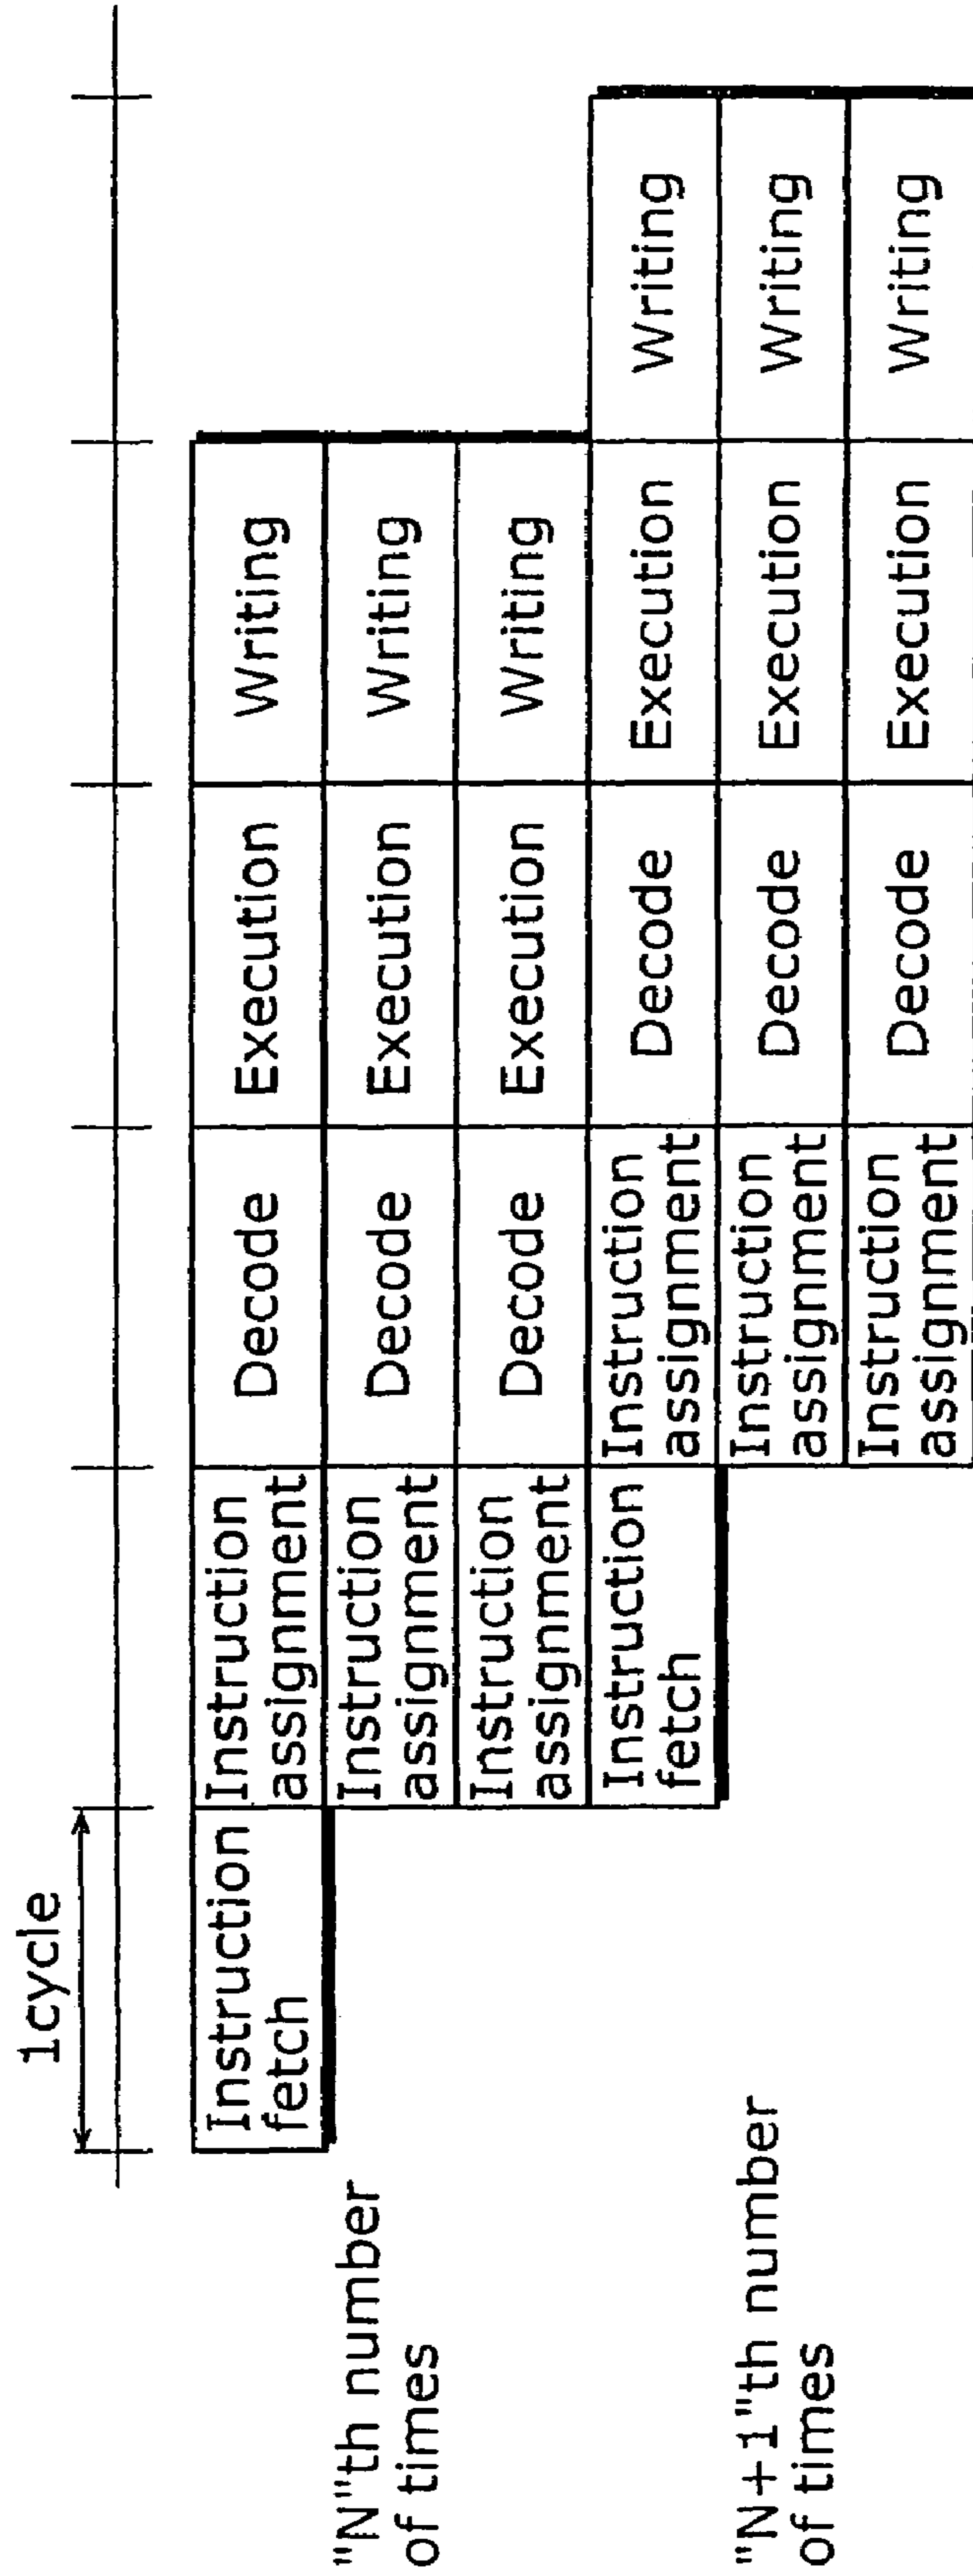 1cycle
Instruction
fetch
Instruction
assignment
Decode
Execution
Writing
"N"th number
of times
Instruction
assignment
Decode
Execution
Writing
Instruction
assignment
Decode
Execution
Writing
Instruction
fetch
Instruction
assignment
Decode
Execution
Writing
"N+1"th number
of times
Instruction
assignment
Decode
Execution
Writing
Instruction
assignment
Decode
Execution
Writing